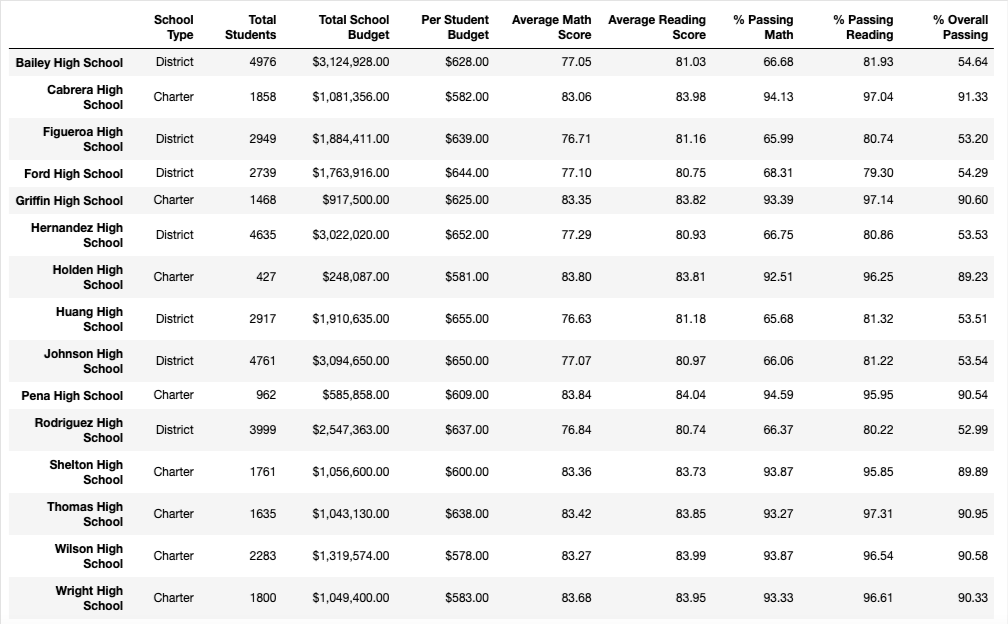 School Type Total Students Total School Budget Per Student Budget Average Math Score Average Reading Score % Passing Math % Passing Reading % Overall Passing
Bailey High School District 4976 $3,124,928.00 $628.00 77.05 81.03 66.68 81.93 54.64
Cabrera High School Charter 1858 $1,081,356.00 $582.00 83.06 83.98 94.13 97.04 91.33
Figueroa High School District 2949 $1,884,411.00 $639.00 76.71 81.16 65.99 80.74 53.20
Ford High School District 2739 $1,763,916.00 $644.00 77.10 80.75 68.31 79.30 54.29
Griffin High School Charter 1468 $917,500.00 $625.00 83.35 83.82 93.39 97.14 90.60
Hernandez High School District 4635 $3,022,020.00 $652.00 77.29 80.93 66.75 80.86 53.53
Holden High School Charter 427 $248,087.00 $581.00 83.80 83.81 92.51 96.25 89.23
Huang High School District 2917 $1,910,635.00 $655.00 76.63 81.18 65.68 81.32 53.51
Johnson High School District 4761 $3,094,650.00 $650.00 77.07 80.97 66.06 81.22 53.54
Pena High School Charter 962 $585,858.00 $609.00 83.84 84.04 94.59 95.95 90.54
Rodriguez High School District 3999 $2,547,363.00 $637.00 76.84 80.74 66.37 80.22 52.99
Shelton High School Charter 1761 $1,056,600.00 $600.00 83.36 83.73 93.87 95.85 89.89
Thomas High School Charter 1635 $1,043,130.00 $638.00 83.42 83.85 93.27 97.31 90.95
Wilson High School Charter 2283 $1,319,574.00 $578.00 83.27 83.99 93.87 96.54 90.58
Wright High School Charter 1800 $1,049,400.00 $583.00 83.68 83.95 93.33 96.61 90.33